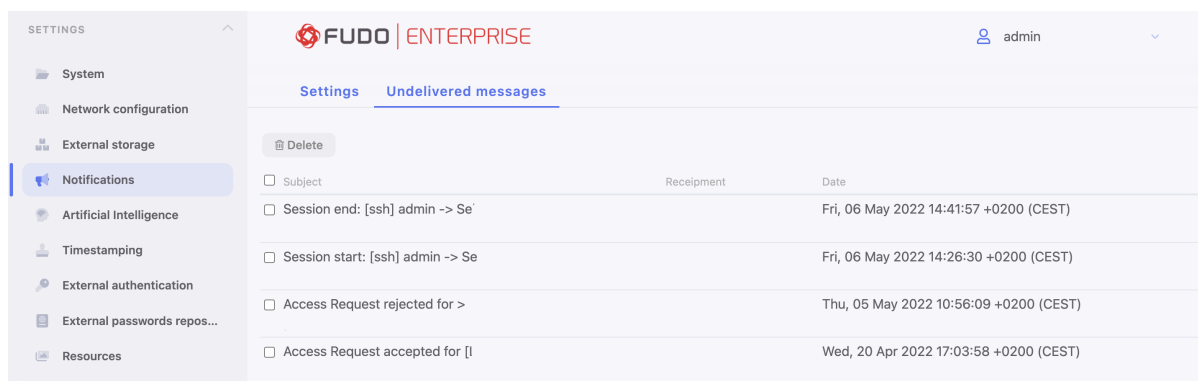 SETTINGS
System
Network configuration
External storage
Notifications
Artificial Intelligence
Timestamping
External authentication
External passwords repos...
Resources
FUDO ENTERPRISE
admin
Settings Undelivered messages
Delete
Subject Receipment Date
Session end: [ssh] admin -> Se Fri, 06 May 2022 14:41:57 +0200 (CEST)
Session start: [ssh] admin -> Se Fri, 06 May 2022 14:26:30 +0200 (CEST)
Access Request rejected for > Thu, 05 May 2022 10:56:09 +0200 (CEST)
Access Request accepted for [l Wed, 20 Apr 2022 17:03:58 +0200 (CEST)